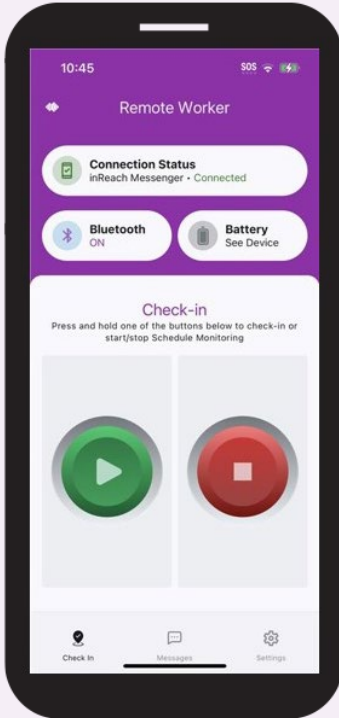 10:45
SOS
Remote Worker
Connection Status
inReach Messenger • Connected
Bluetooth
ON
Battery
See Device
Check-in
Press and hold one of the buttons below to check-in or
start/stop Schedule Monitoring
Check In
Messages
Settings